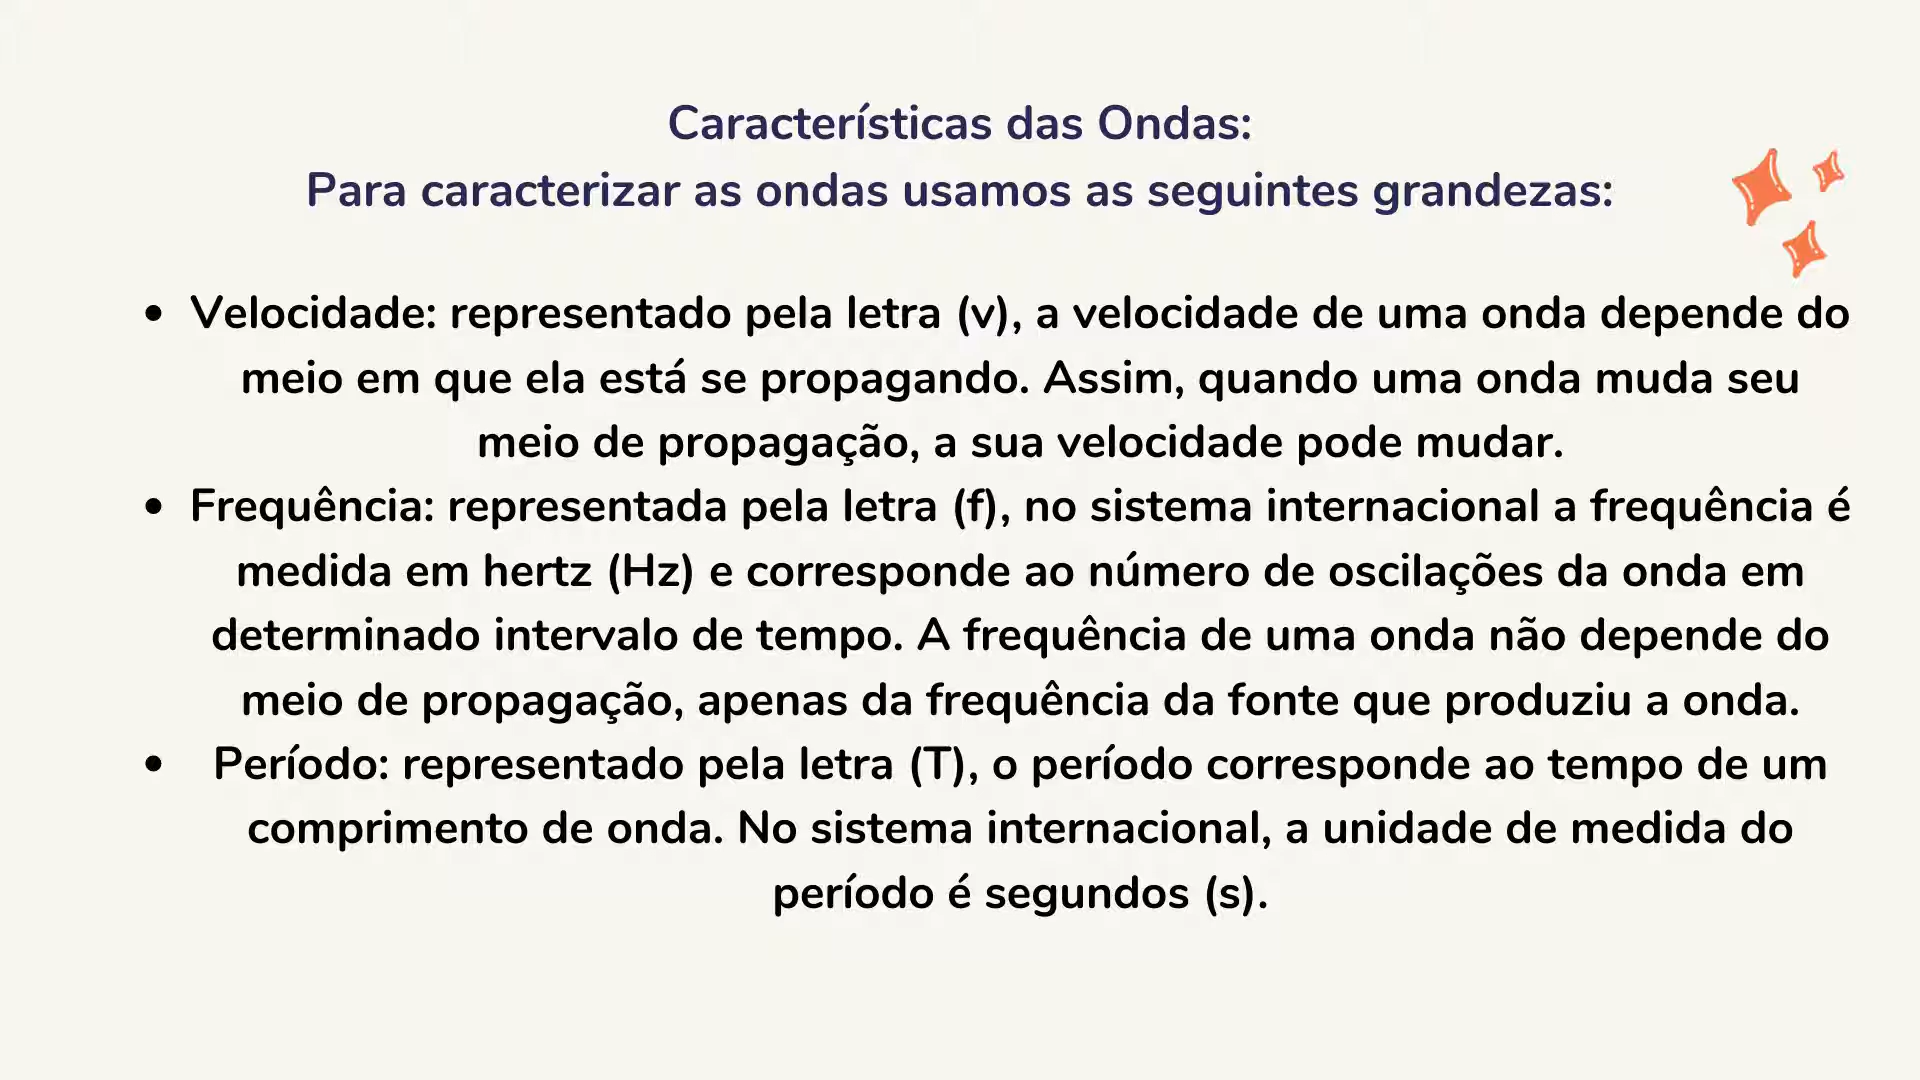 Características das Ondas:
Para caracterizar as ondas usamos as seguintes grandezas:
• Velocidade: representado pela letra (v), a velocidade de uma onda depende do
meio em que ela está se propagando. Assim, quando uma onda muda seu
meio de propagação, a sua velocidade pode mudar.
• Frequência: representada pela letra (f), no sistema internacional a frequência é
medida em hertz (Hz) e corresponde ao número de oscilações da onda em
determinado intervalo de tempo. A frequência de uma onda não depende do
meio de propagação, apenas da frequência da fonte que produziu a onda.
• Período: representado pela letra (T), o período corresponde ao tempo de um
comprimento de onda. No sistema internacional, a unidade de medida do
período é segundos (s).